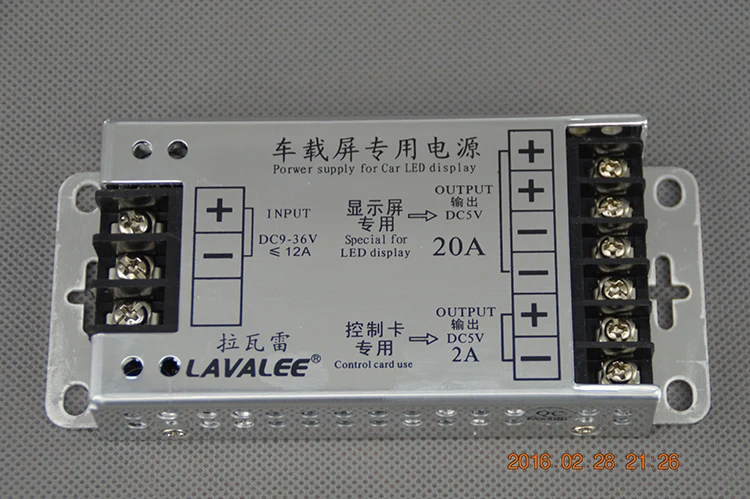 车载屏专用电源
Power supply for Car LED display
+
−
INPUT
DC9-36V
≤12A
显示屏
专用
Special for
LED display
OUTPUT
输出
DC5V
20A
+
+
−
−
控制卡
专用
Control card use
OUTPUT
输出
DC5V
2A
+
−
拉瓦雷
LAVALEE®
QC
2016.02.28 21:26